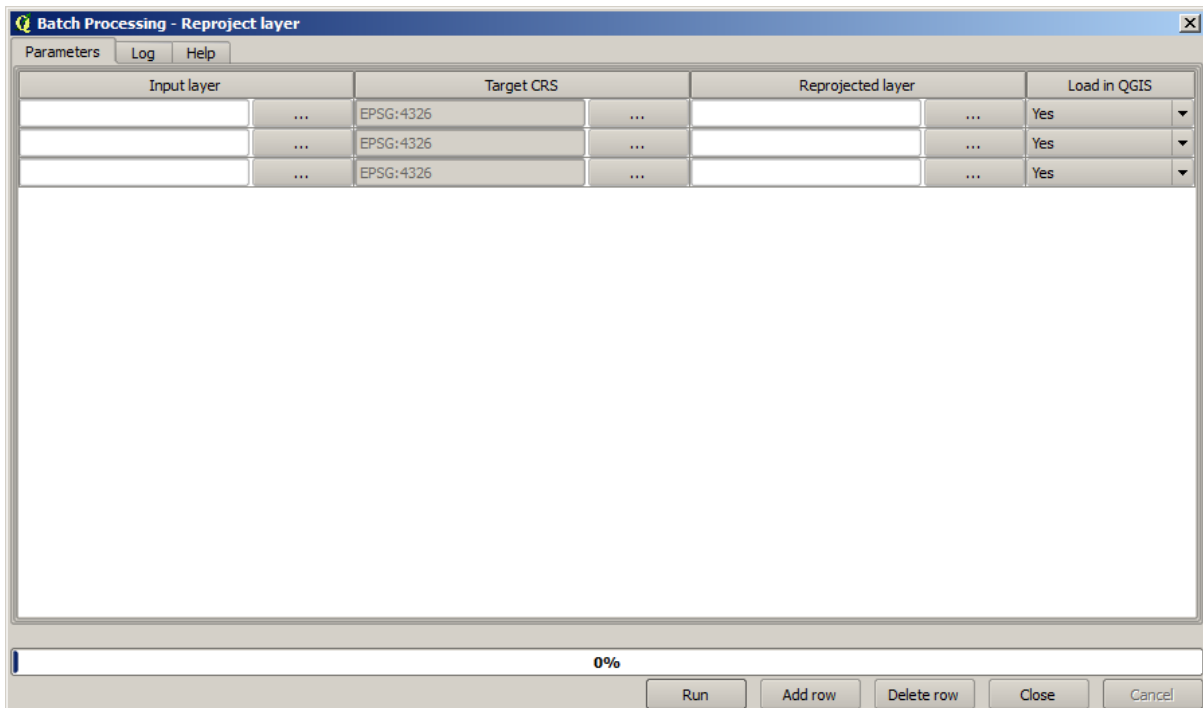 Batch Processing - Reproject layer
Parameters Log Help
Input layer Target CRS Reprojected layer Load in QGIS
... EPSG:4326 ... ... Yes
... EPSG:4326 ... ... Yes
... EPSG:4326 ... ... Yes
0%
Run Add row Delete row Close Cancel